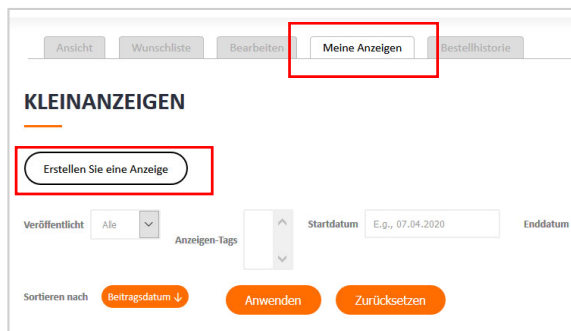 Ansicht Wunschliste Bearbeiten Meine Anzeigen Bestellhistorie
KLEINANZEIGEN
Erstellen Sie eine Anzeige
Veröffentlicht Alle Anzeigen-Tags Startdatum E.g., 07.04.2020 Enddatum
Sortieren nach Beitragsdatum ↓ Anwenden Zurücksetzen